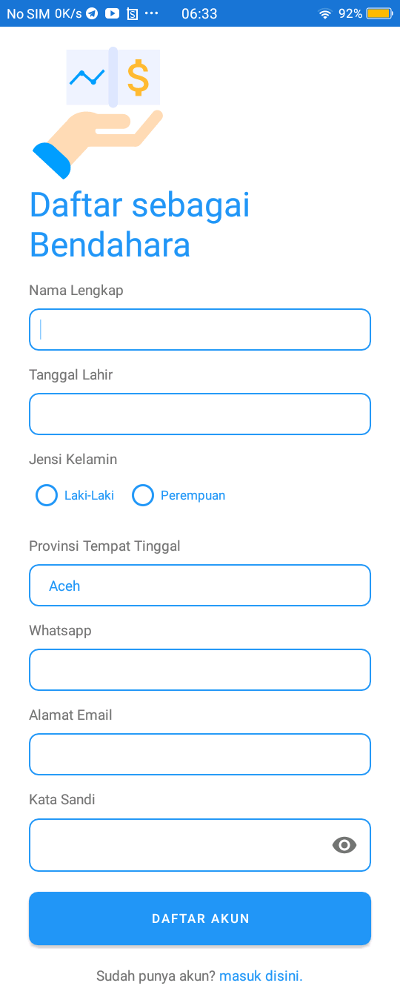 No SIM 0K/s 06:33 92%
$
Daftar sebagai
Bendahara
Nama Lengkap
Tanggal Lahir
Jensi Kelamin
Laki-Laki Perempuan
Provinsi Tempat Tinggal
Aceh
Whatsapp
Alamat Email
Kata Sandi
DAFTAR AKUN
Sudah punya akun? masuk disini.